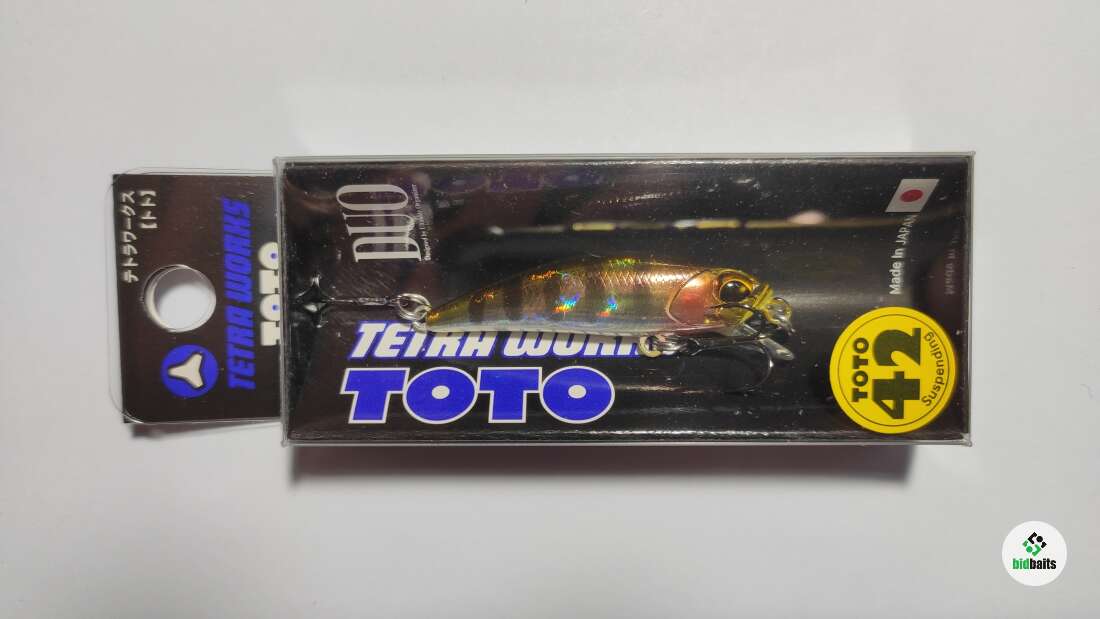 テトラワークス
【トト】
TETRA WORKS
TOTO
DUO
TETRA WORKS
TOTO
Made In JAPAN
TOTO
42
Suspending
bidbaits